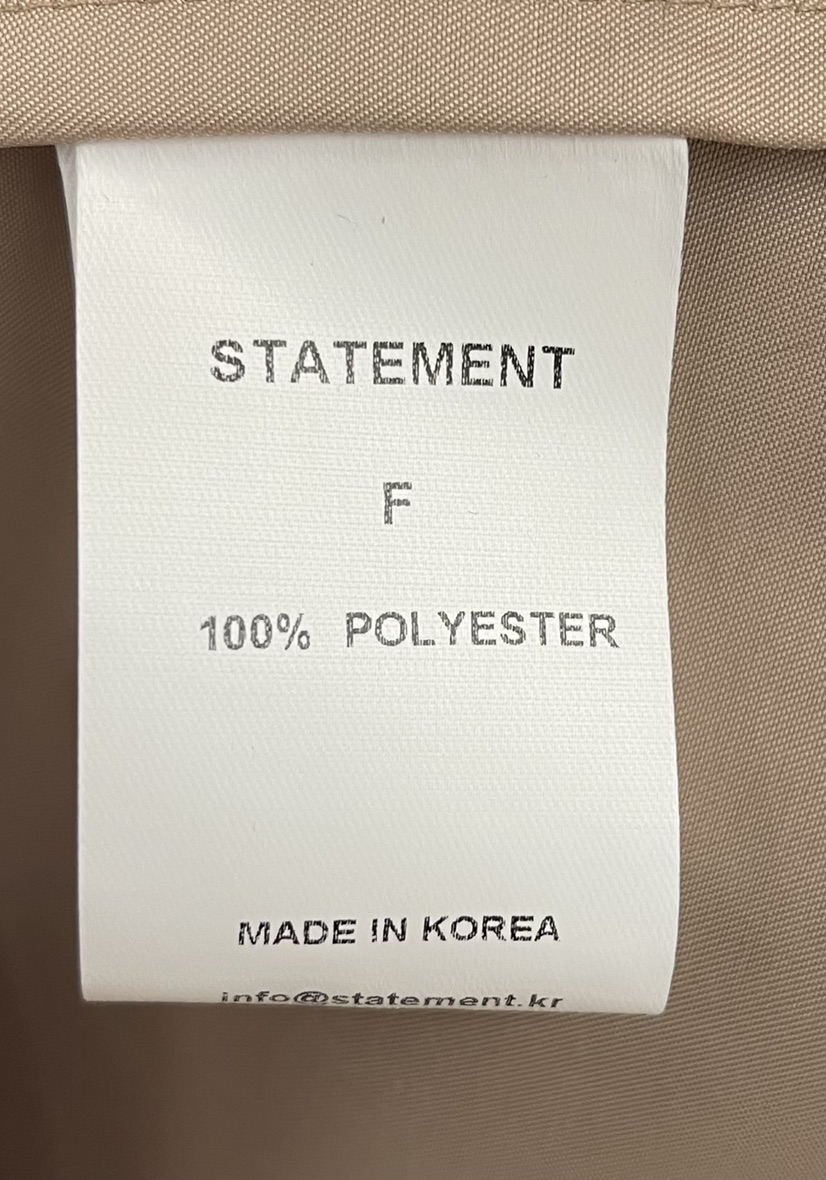 STATEMENT
F
100% POLYESTER
MADE IN KOREA
info@statement.kr